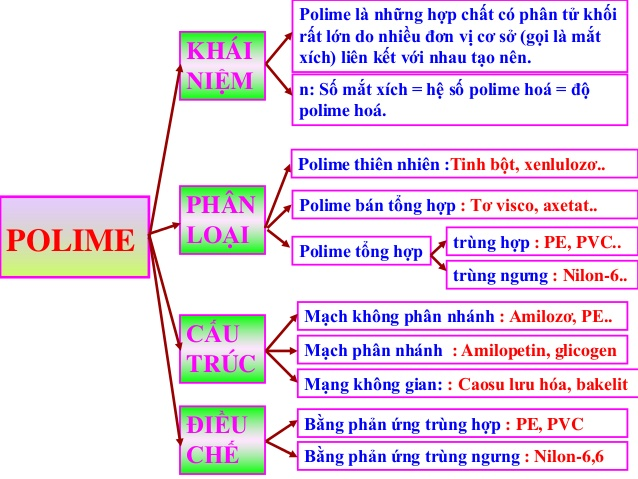 POLIME
KHÁI
NIỆM
Polime là những hợp chất có phân tử khối
rất lớn do nhiều đơn vị cơ sở (gọi là mắt
xích) liên kết với nhau tạo nên.
n: Số mắt xích = hệ số polime hoá = độ
polime hoá.
PHÂN
LOẠI
Polime thiên nhiên :Tinh bột, xenlulozơ..
Polime bán tổng hợp : Tơ visco, axetat..
Polime tổng hợp
trùng hợp : PE, PVC..
trùng ngưng : Nilon-6..
CẤU
TRÚC
Mạch không phân nhánh : Amilozơ, PE..
Mạch phân nhánh : Amilopetin, glicogen
Mạng không gian: : Caosu lưu hóa, bakelit
ĐIỀU
CHẾ
Bằng phản ứng trùng hợp : PE, PVC
Bằng phản ứng trùng ngưng : Nilon-6,6